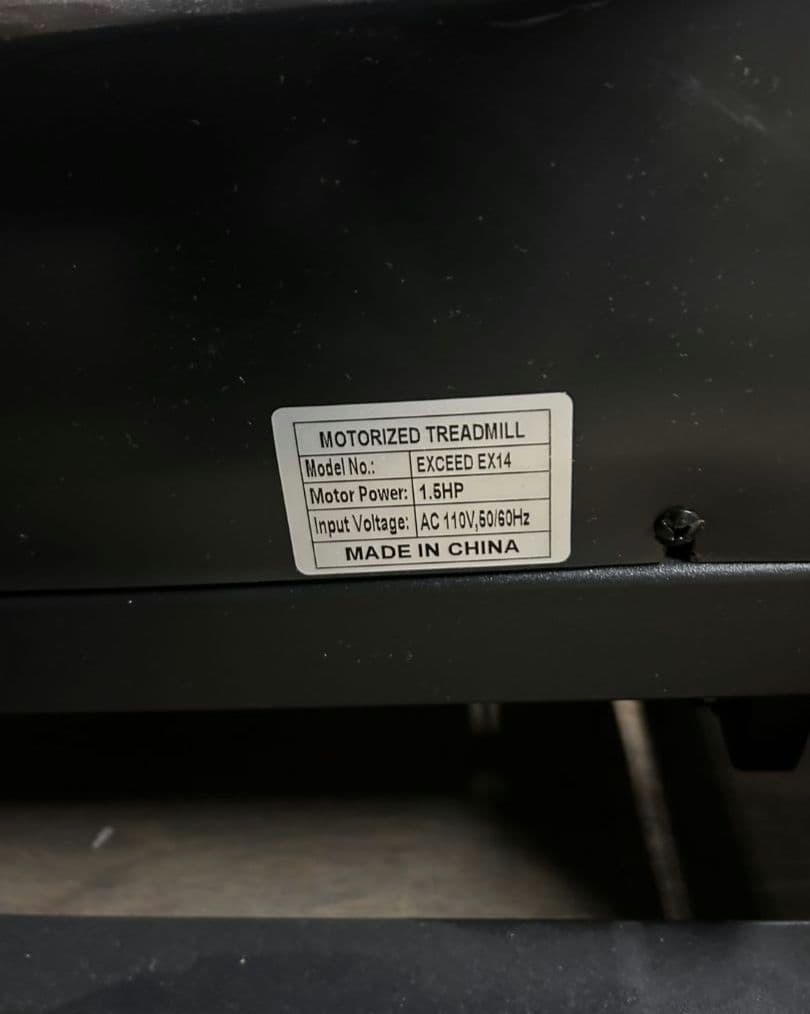 MOTORIZED TREADMILL
Model No.: EXCEED EX14
Motor Power: 1.5HP
Input Voltage: AC 110V,50/60Hz
MADE IN CHINA